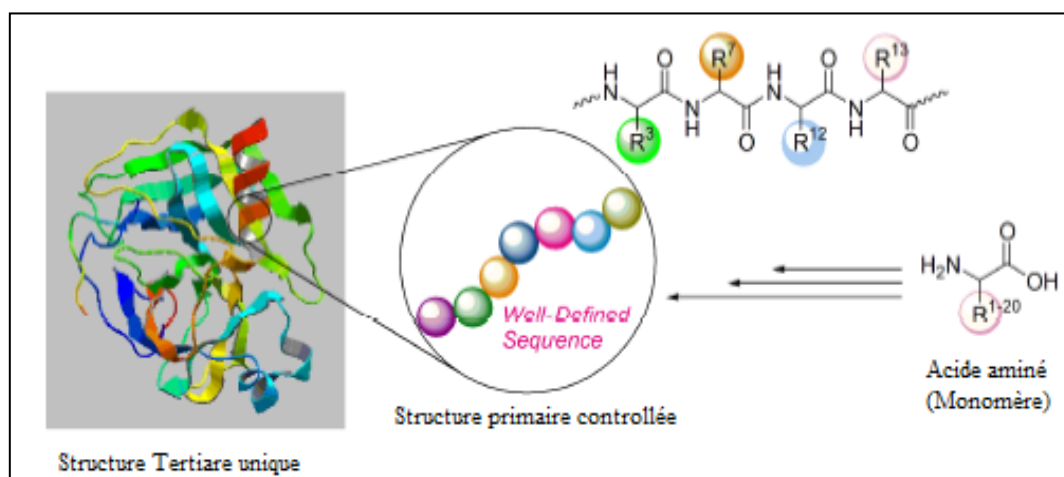 H
N
O
R7
H
N
O
R13
R3
N
H
O
R12
N
H
O
H2N
O
OH
R1-20
Well-Defined
Sequence
Acide aminé
(Monomère)
Structure primaire controllée
Structure Tertiare unique